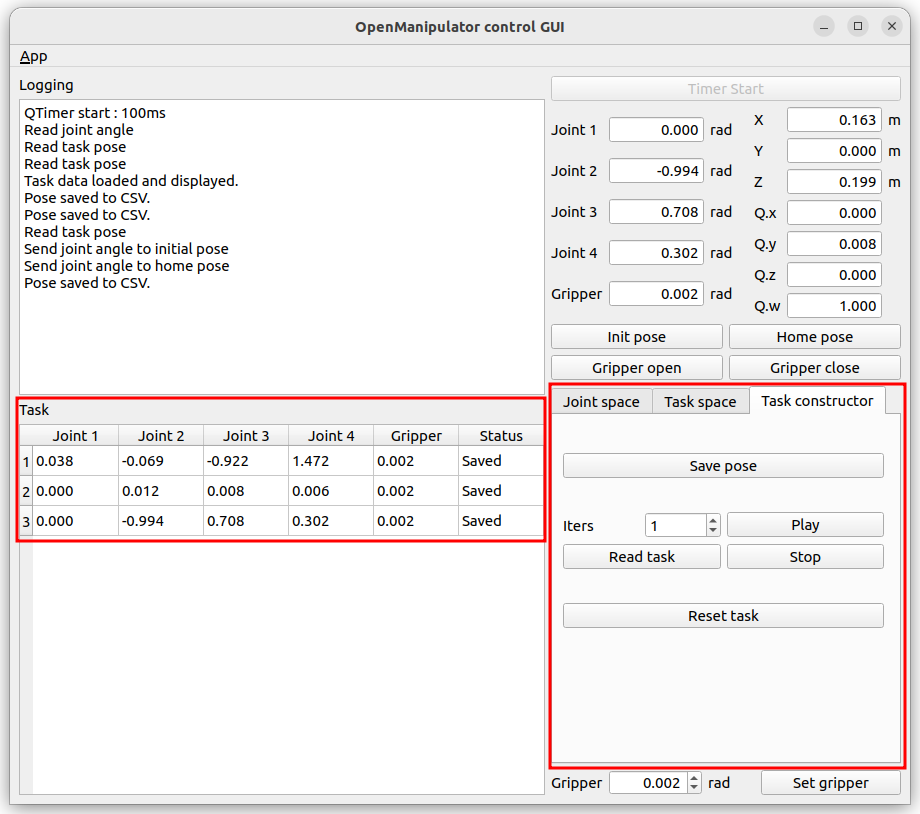 OpenManipulator control GUI
App
Logging
QTimer start : 100ms
Read joint angle
Read task pose
Read task pose
Task data loaded and displayed.
Pose saved to CSV.
Pose saved to CSV.
Read task pose
Send joint angle to initial pose
Send joint angle to home pose
Pose saved to CSV.
Timer Start
Joint 1 0.000 rad
Joint 2 -0.994 rad
Joint 3 0.708 rad
Joint 4 0.302 rad
Gripper 0.002 rad
X 0.163 m
Y 0.000 m
Z 0.199 m
Q.x 0.000
Q.y 0.008
Q.z 0.000
Q.w 1.000
Init pose Home pose
Gripper open Gripper close
Task
Joint 1 Joint 2 Joint 3 Joint 4 Gripper Status
1 0.038 -0.069 -0.922 1.472 0.002 Saved
2 0.000 0.012 0.008 0.006 0.002 Saved
3 0.000 -0.994 0.708 0.302 0.002 Saved
Joint space Task space Task constructor
Save pose
Iters 1 Play
Read task Stop
Reset task
Gripper 0.002 rad Set gripper